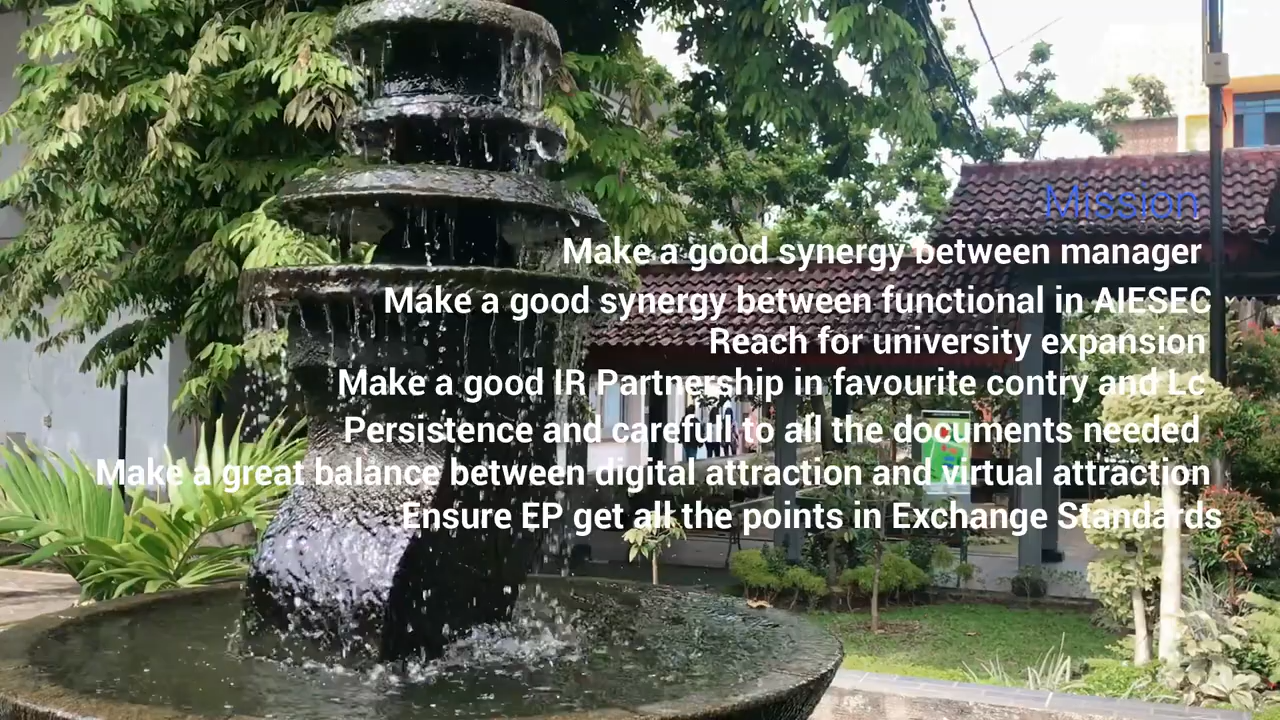 Mission
Make a good synergy between manager
Make a good synergy between functional in AIESEC
Reach for university expansion
Make a good IR Partnership in favourite contry and Lc
Persistence and carefull to all the documents needed
Make a great balance between digital attraction and virtual attraction
Ensure EP get all the points in Exchange Standards